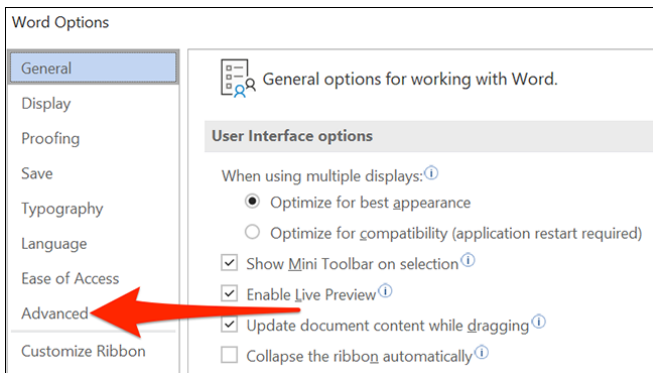 Word Options
General
Display
Proofing
Save
Typography
Language
Ease of Access
Advanced
Customize Ribbon
General options for working with Word.
User Interface options
When using multiple displays:
Optimize for best appearance
Optimize for compatibility (application restart required)
Show Mini Toolbar on selection
Enable Live Preview
Update document content while dragging
Collapse the ribbon automatically